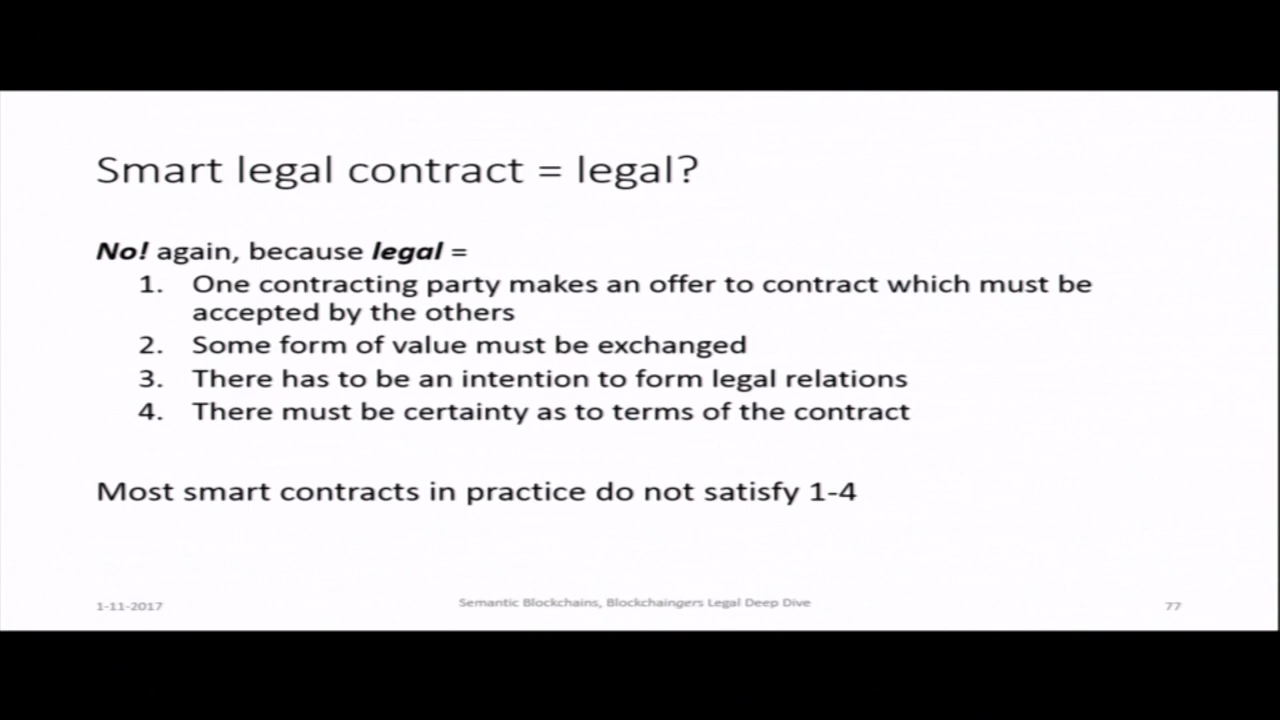 Smart legal contract = legal?
No! again, because legal =
1. One contracting party makes an offer to contract which must be
accepted by the others
2. Some form of value must be exchanged
3. There has to be an intention to form legal relations
4. There must be certainty as to terms of the contract
Most smart contracts in practice do not satisfy 1-4
1-11-2017
Semantic Blockchains, Blockchaingers Legal Deep Dive
77